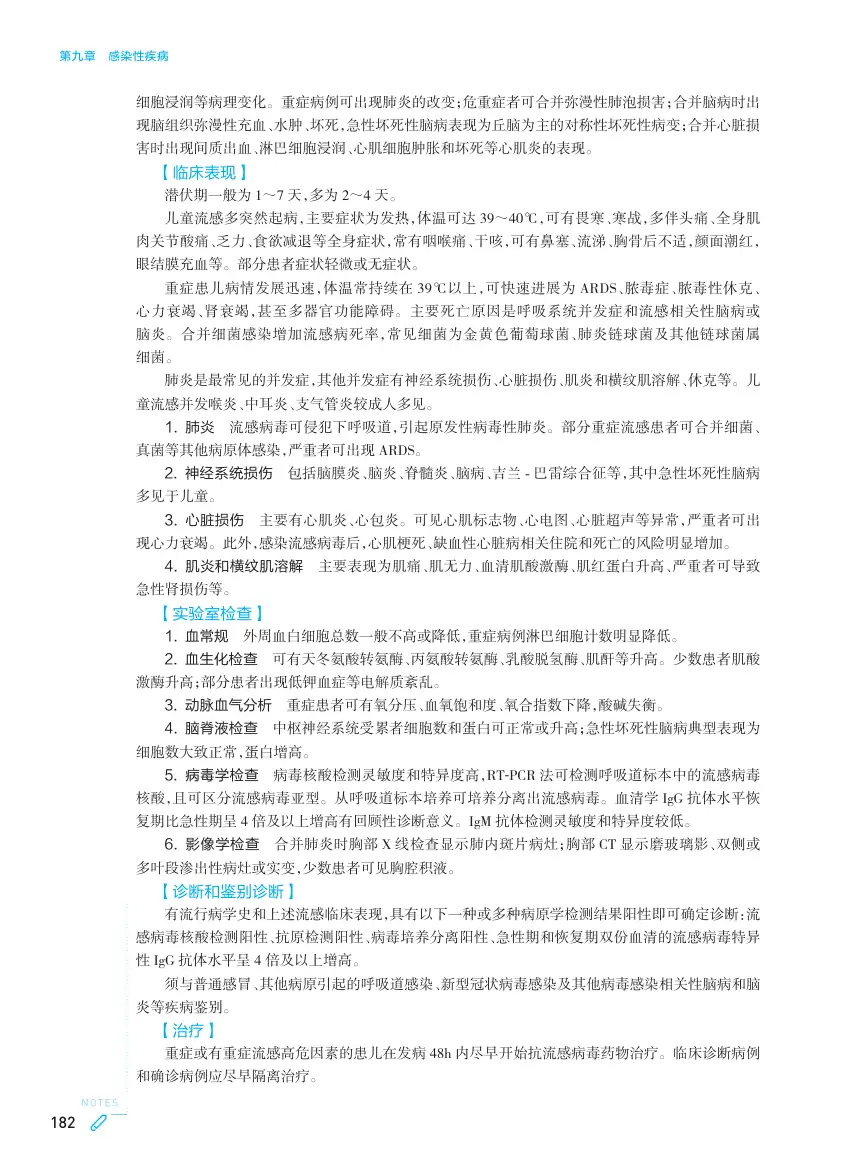 第九章 感染性疾病
细胞浸润等病理变化。重症病例可出现肺炎的改变;危重症者可合并弥漫性肺泡损害;合并脑病时出
现脑组织弥漫性充血、水肿、坏死,急性坏死性脑病表现为丘脑为主的对称性坏死性病变;合并心脏损
害时出现间质出血、淋巴细胞浸润、心肌细胞肿胀和坏死等心肌炎的表现。
【临床表现】
潜伏期一般为 1～7 天,多为 2～4 天。
儿童流感多突然起病,主要症状为发热,体温可达 39～40℃,可有畏寒、寒战,多伴头痛、全身肌
肉关节酸痛、乏力、食欲减退等全身症状,常有咽喉痛、干咳,可有鼻塞、流涕、胸骨后不适,颜面潮红,
眼结膜充血等。部分患者症状轻微或无症状。
重症患儿病情发展迅速,体温常持续在 39℃以上,可快速进展为 ARDS、脓毒症、脓毒性休克、
心力衰竭、肾衰竭,甚至多器官功能障碍。主要死亡原因是呼吸系统并发症和流感相关性脑病或
脑炎。合并细菌感染增加流感病死率,常见细菌为金黄色葡萄球菌、肺炎链球菌及其他链球菌属
细菌。
肺炎是最常见的并发症,其他并发症有神经系统损伤、心脏损伤、肌炎和横纹肌溶解、休克等。儿
童流感并发喉炎、中耳炎、支气管炎较成人多见。
1. 肺炎 流感病毒可侵犯下呼吸道,引起原发性病毒性肺炎。部分重症流感患者可合并细菌、
真菌等其他病原体感染,严重者可出现 ARDS。
2. 神经系统损伤 包括脑膜炎、脑炎、脊髓炎、脑病、吉兰 - 巴雷综合征等,其中急性坏死性脑病
多见于儿童。
3. 心脏损伤 主要有心肌炎、心包炎。可见心肌标志物、心电图、心脏超声等异常,严重者可出
现心力衰竭。此外,感染流感病毒后,心肌梗死、缺血性心脏病相关住院和死亡的风险明显增加。
4. 肌炎和横纹肌溶解 主要表现为肌痛、肌无力、血清肌酸激酶、肌红蛋白升高、严重者可导致
急性肾损伤等。
【实验室检查】
1. 血常规 外周血白细胞总数一般不高或降低,重症病例淋巴细胞计数明显降低。
2. 血生化检查 可有天冬氨酸转氨酶、丙氨酸转氨酶、乳酸脱氢酶、肌酐等升高。少数患者肌酸
激酶升高;部分患者出现低钾血症等电解质紊乱。
3. 动脉血气分析 重症患者可有氧分压、血氧饱和度、氧合指数下降,酸碱失衡。
4. 脑脊液检查 中枢神经系统受累者细胞数和蛋白可正常或升高;急性坏死性脑病典型表现为
细胞数大致正常,蛋白增高。
5. 病毒学检查 病毒核酸检测灵敏度和特异度高,RT-PCR 法可检测呼吸道标本中的流感病毒
核酸,且可区分流感病毒亚型。从呼吸道标本培养可培养分离出流感病毒。血清学 IgG 抗体水平恢
复期比急性期呈 4 倍及以上增高有回顾性诊断意义。IgM 抗体检测灵敏度和特异度较低。
6. 影像学检查 合并肺炎时胸部 X 线检查显示肺内斑片病灶;胸部 CT 显示磨玻璃影、双侧或
多叶段渗出性病灶或实变,少数患者可见胸腔积液。
【诊断和鉴别诊断】
有流行病学史和上述流感临床表现,具有以下一种或多种病原学检测结果阳性即可确定诊断:流
感病毒核酸检测阳性、抗原检测阳性、病毒培养分离阳性、急性期和恢复期双份血清的流感病毒特异
性 IgG 抗体水平呈 4 倍及以上增高。
须与普通感冒、其他病原引起的呼吸道感染、新型冠状病毒感染及其他病毒感染相关性脑病和脑
炎等疾病鉴别。
【治疗】
重症或有重症流感高危因素的患儿在发病 48h 内尽早开始抗流感病毒药物治疗。临床诊断病例
和确诊病例应尽早隔离治疗。
NOTES
182